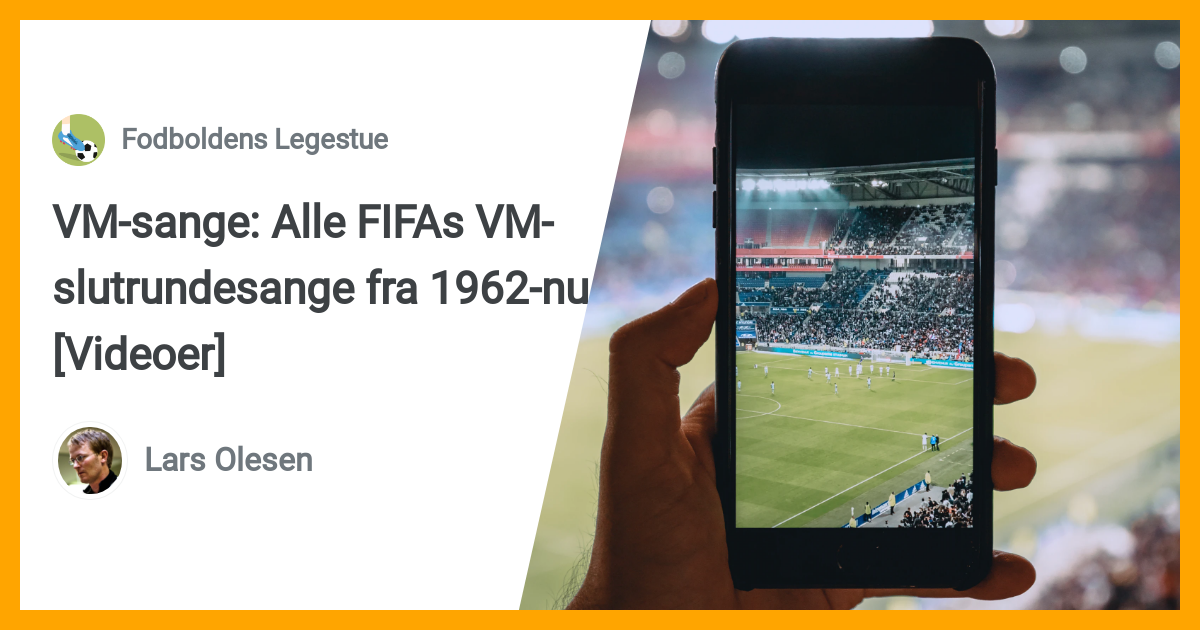 Fodboldens Legestue
VM-sange: Alle FIFAs VM-
slutrundesange fra 1962-nu
[Videoer]
Lars Olesen